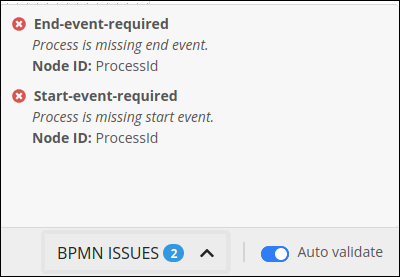 End-event-required
Process is missing end event.
Node ID: ProcessId
Start-event-required
Process is missing start event.
Node ID: ProcessId
BPMN ISSUES 2
Auto validate